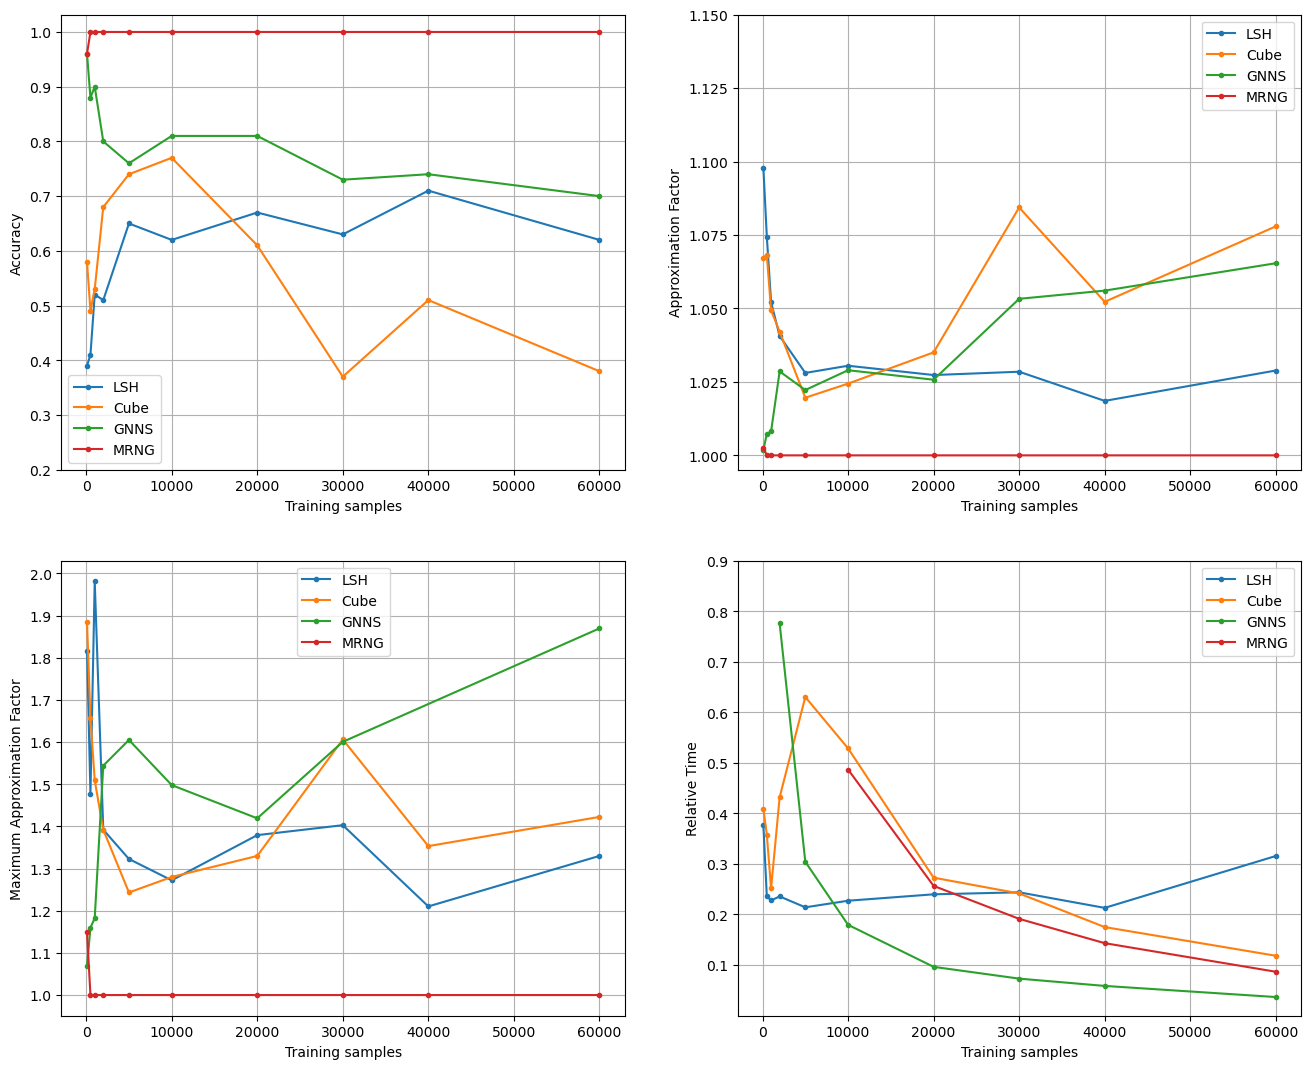 1.0
0.9
0.8
0.7
0.6
0.5
0.4
0.3
0.2
Accuracy
LSH
Cube
GNNS
MRNG
0 10000 20000 30000 40000 50000 60000
Training samples
1.150
1.125
1.100
1.075
1.050
1.025
1.000
Approximation Factor
LSH
Cube
GNNS
MRNG
0 10000 20000 30000 40000 50000 60000
Training samples
2.0
1.9
1.8
1.7
1.6
1.5
1.4
1.3
1.2
1.1
1.0
Maximum Approximation Factor
LSH
Cube
GNNS
MRNG
0 10000 20000 30000 40000 50000 60000
Training samples
0.9
0.8
0.7
0.6
0.5
0.4
0.3
0.2
0.1
Relative Time
LSH
Cube
GNNS
MRNG
0 10000 20000 30000 40000 50000 60000
Training samples